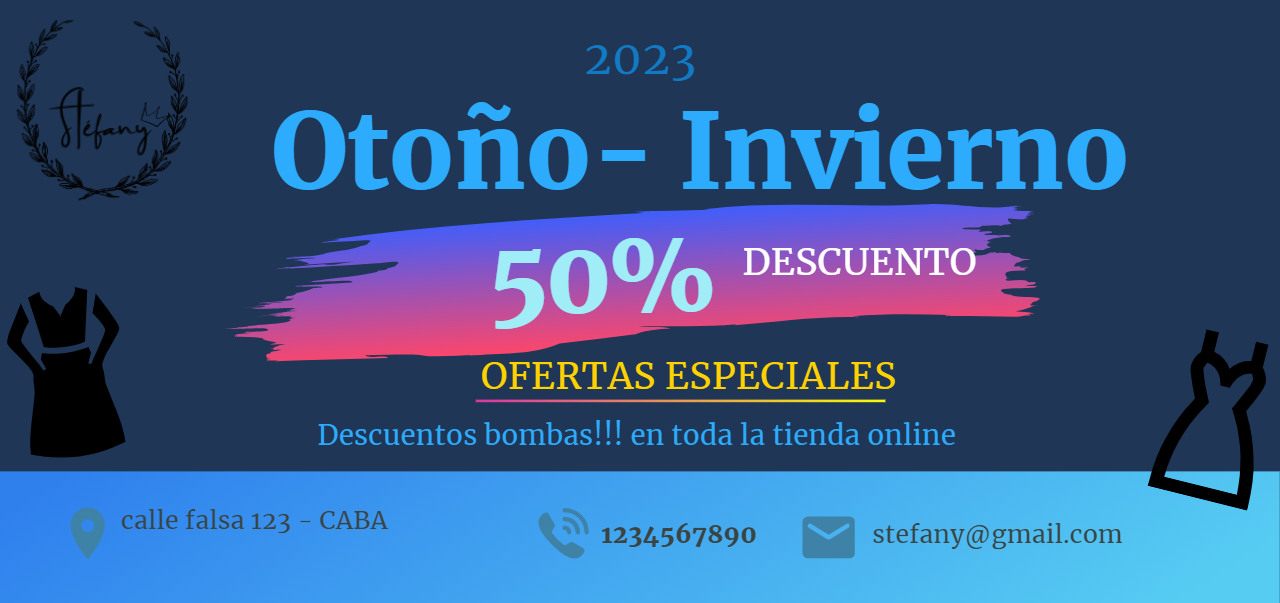 Stéfany
2023
Otoño- Invierno
50% DESCUENTO
OFERTAS ESPECIALES
Descuentos bombas!!! en toda la tienda online
calle falsa 123 - CABA
1234567890
stefany@gmail.com